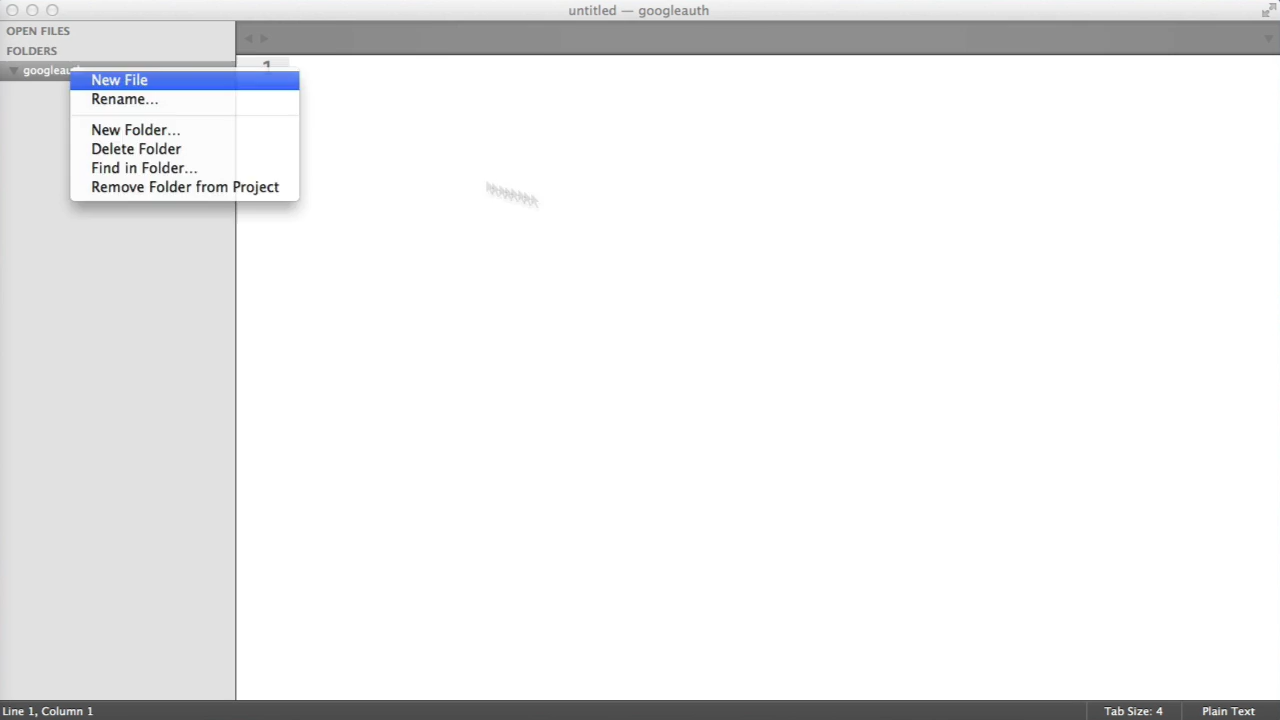 untitled — googleauth
OPEN FILES
FOLDERS
googleauth
1
New File
Rename…
New Folder…
Delete Folder
Find in Folder…
Remove Folder from Project
Line 1, Column 1
Tab Size: 4
Plain Text